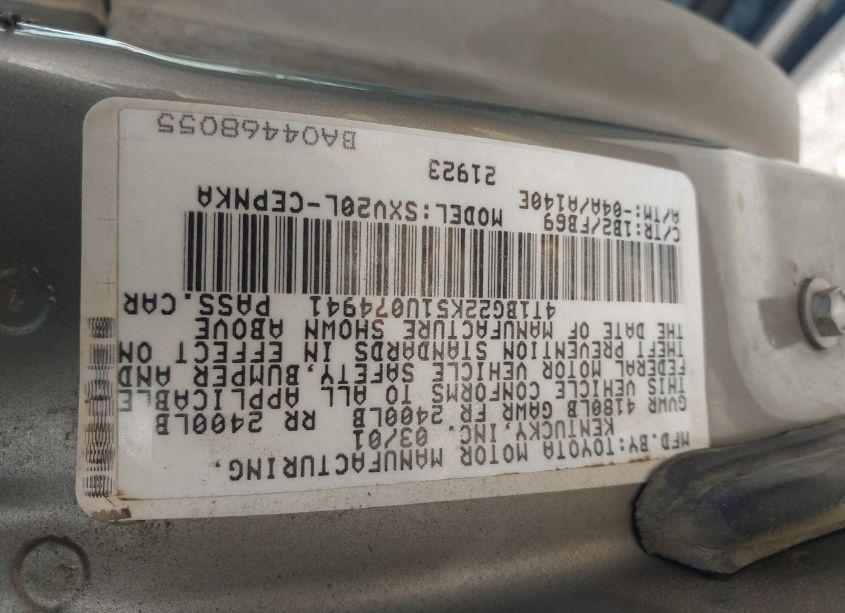 MFD.BY:TOYOTA MOTOR MANUFACTURING,
KENTUCKY, INC. 03/01
GVWR 4180LB GAWR FR 2400LB RR 2400LB
THIS VEHICLE CONFORMS TO ALL APPLICABLE
FEDERAL MOTOR VEHICLE SAFETY, BUMPER AND
THEFT PREVENTION STANDARDS IN EFFECT ON
THE DATE OF MANUFACTURE SHOWN ABOVE
4T1BG22K51U074941 PASS.CAR
C/TR:1B2/FB69 MODEL:SXV20L-CEPNKA
A/TM:-04A/A140E
21923
BA04468055